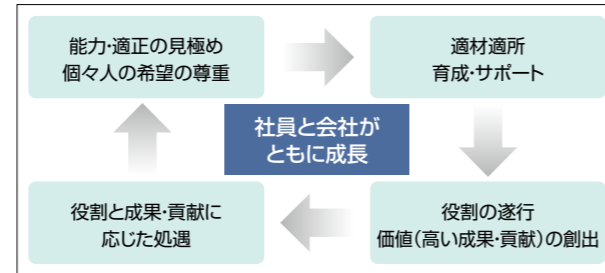 能力・適正の見極め
個々人の希望の尊重
適材適所
育成・サポート
社員と会社が
ともに成長
役割と成果・貢献に
応じた処遇
役割の遂行
価値(高い成果・貢献)の創出